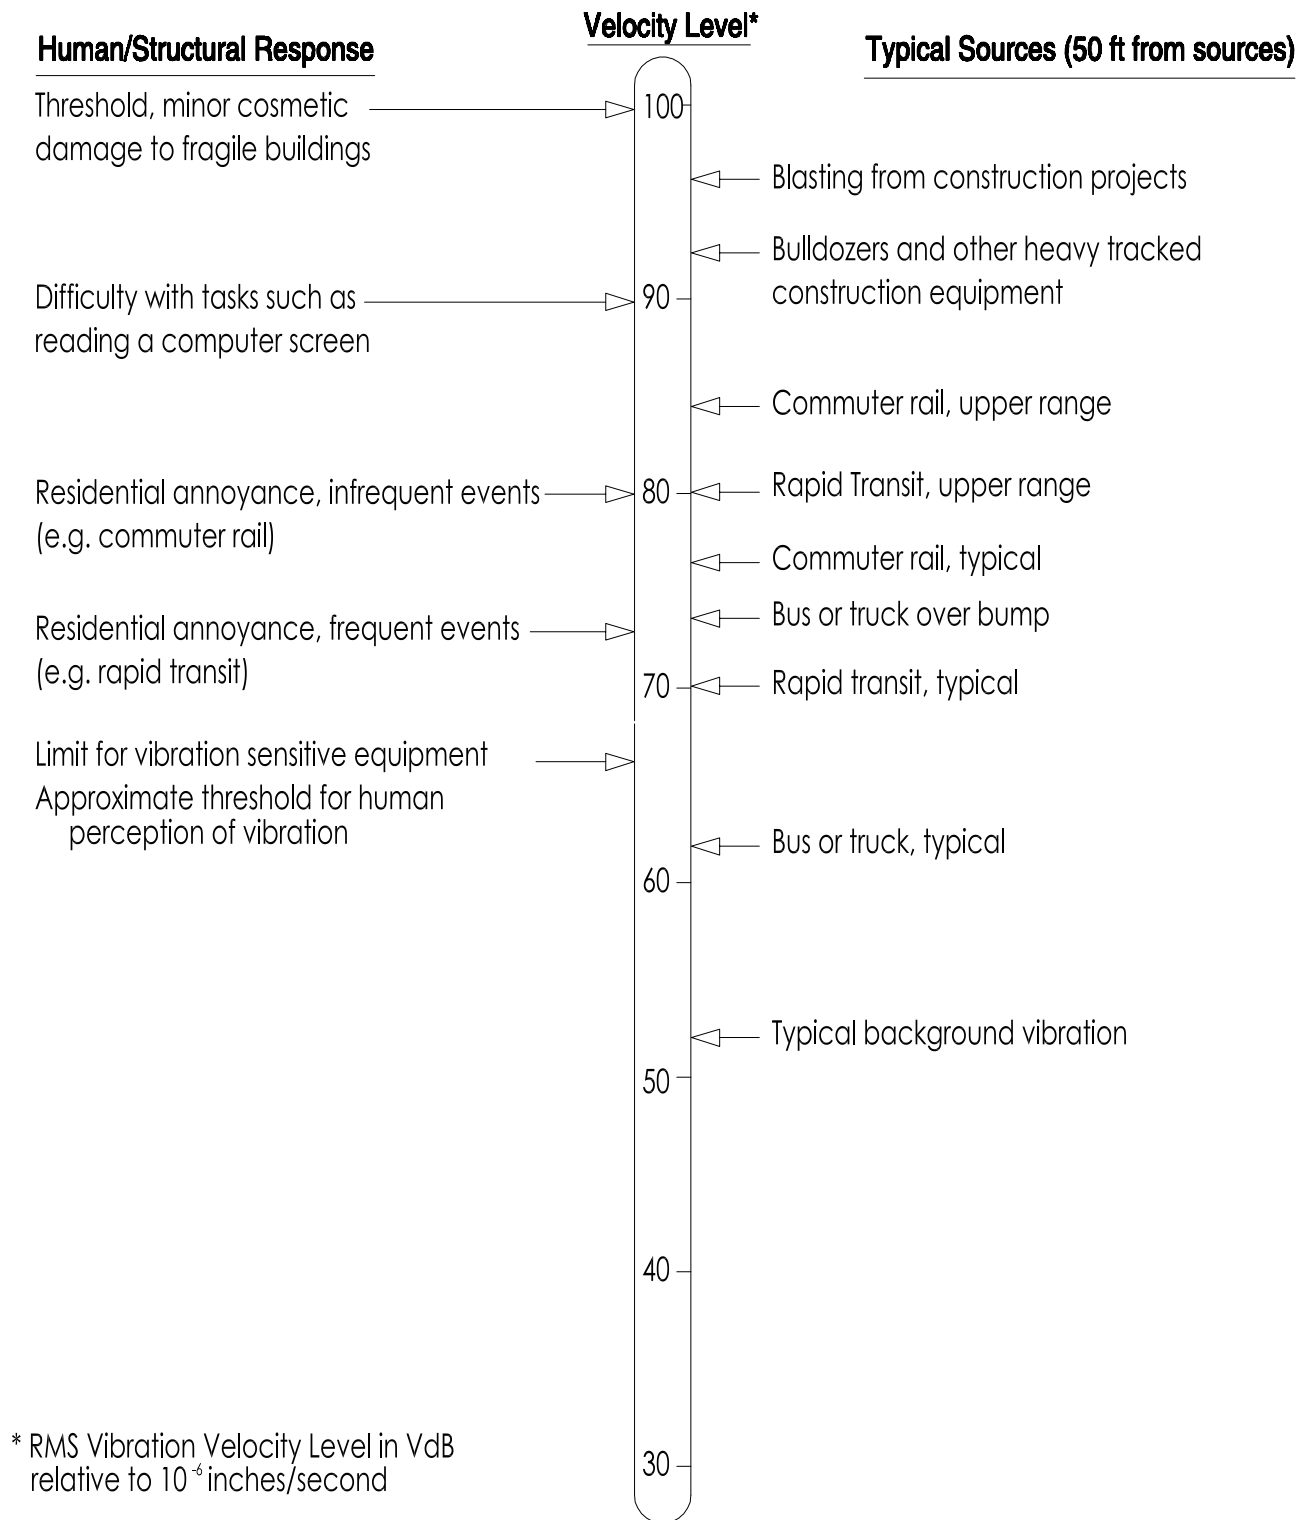 Velocity Level*
Human/Structural Response
Typical Sources (50 ft from sources)
Threshold, minor cosmetic
damage to fragile buildings
100
Blasting from construction projects
Bulldozers and other heavy tracked
construction equipment
Difficulty with tasks such as
reading a computer screen
90
Commuter rail, upper range
Residential annoyance, infrequent events
(e.g. commuter rail)
80
Rapid Transit, upper range
Commuter rail, typical
Bus or truck over bump
Residential annoyance, frequent events
(e.g. rapid transit)
70
Rapid transit, typical
Limit for vibration sensitive equipment
Approximate threshold for human
perception of vibration
Bus or truck, typical
60
Typical background vibration
50
40
30
* RMS Vibration Velocity Level in VdB
relative to 10⁻⁶ inches/second